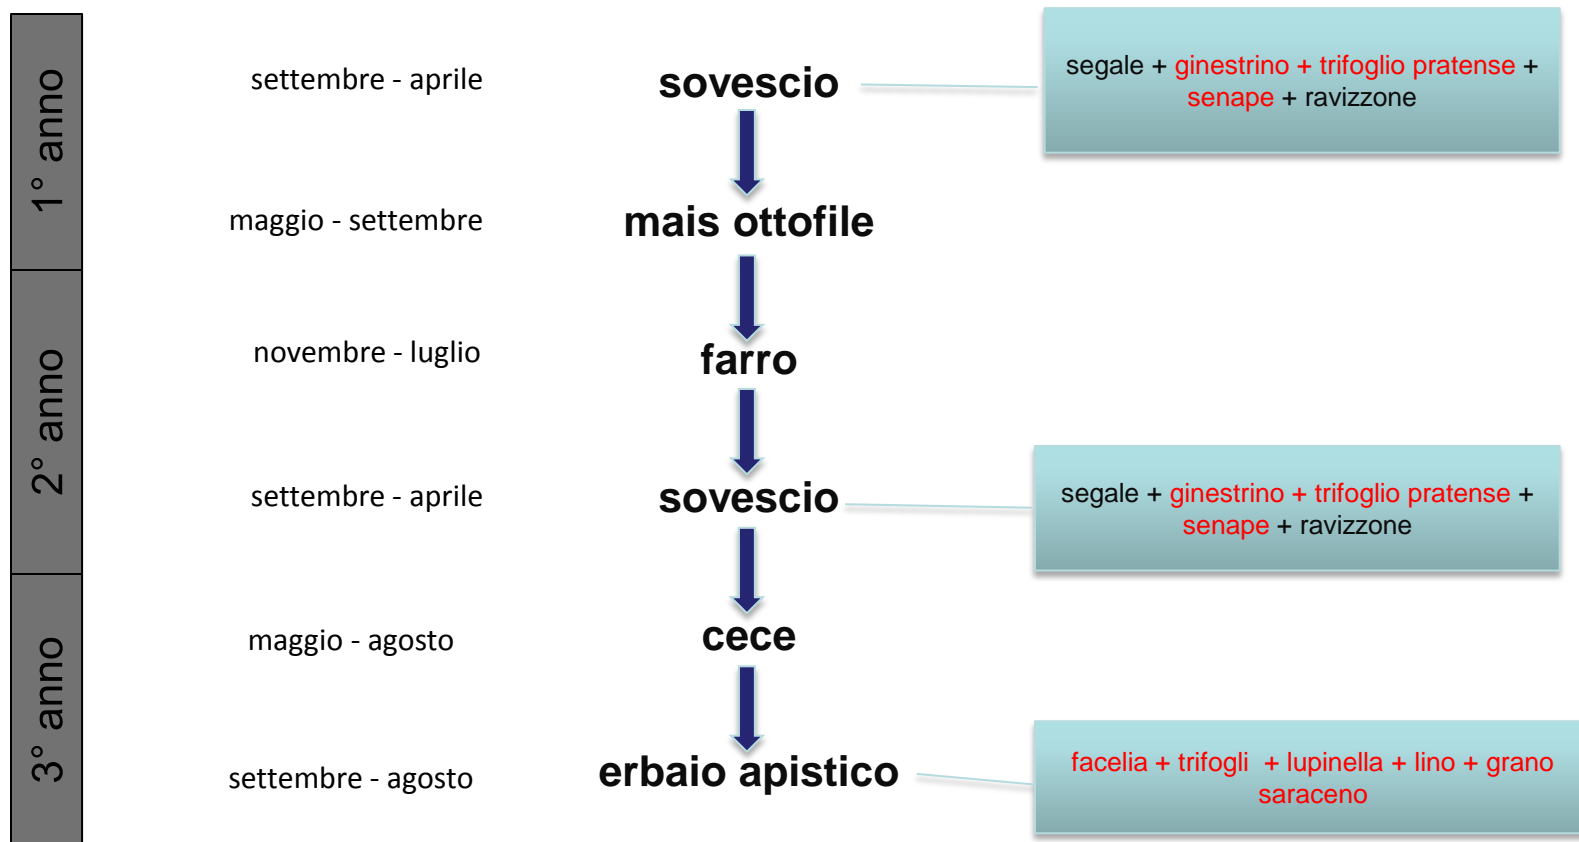 1° anno
settembre - aprile
sovescio
segale + ginestrino + trifoglio pratense +
senape + ravizzone
maggio - settembre
mais ottofile
2° anno
novembre - luglio
farro
settembre - aprile
sovescio
segale + ginestrino + trifoglio pratense +
senape + ravizzone
3° anno
maggio - agosto
cece
settembre - agosto
erbaio apistico
facelia + trifogli + lupinella + lino + grano
saraceno